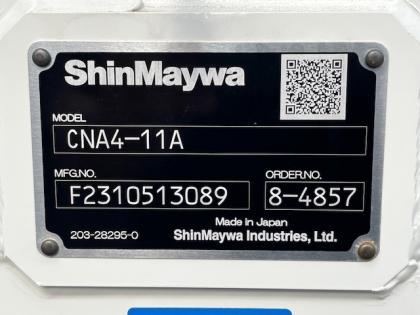 ShinMaywa
MODEL
CNA4-11A
MFG.NO. ORDER.NO.
F2310513089 8-4857
Made in Japan
203-28295-0 ShinMaywa Industries, Ltd.